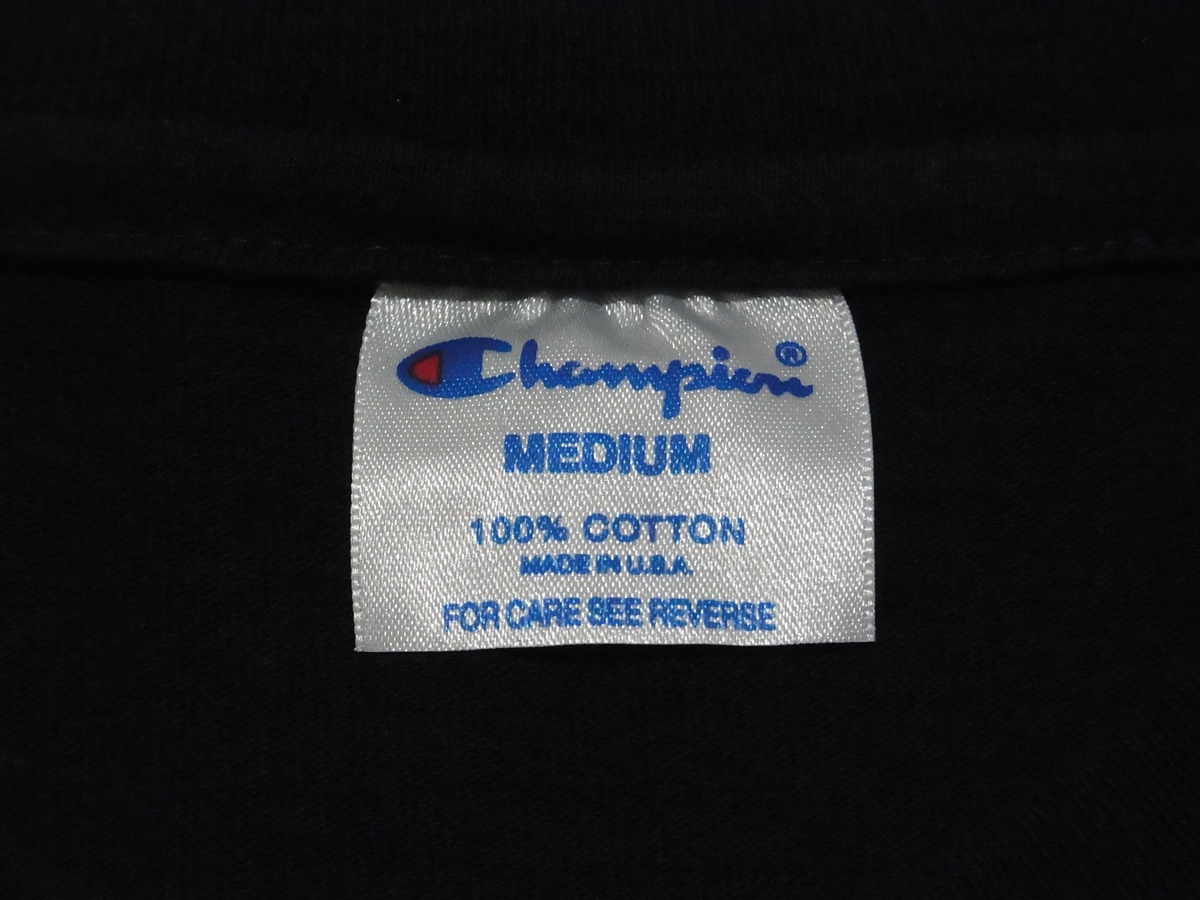 Champion®
MEDIUM
100% COTTON
MADE IN U.S.A.
FOR CARE SEE REVERSE